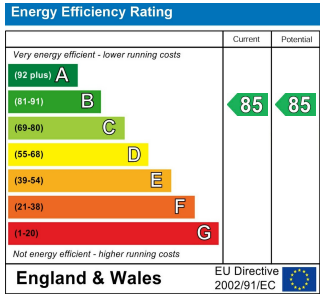 Energy Efficiency Rating
Current Potential
Very energy efficient - lower running costs
(92 plus) A
(81-91) B
85 85
(69-80) C
(55-68) D
(39-54) E
(21-38) F
(1-20) G
Not energy efficient - higher running costs
England & Wales
EU Directive
2002/91/EC